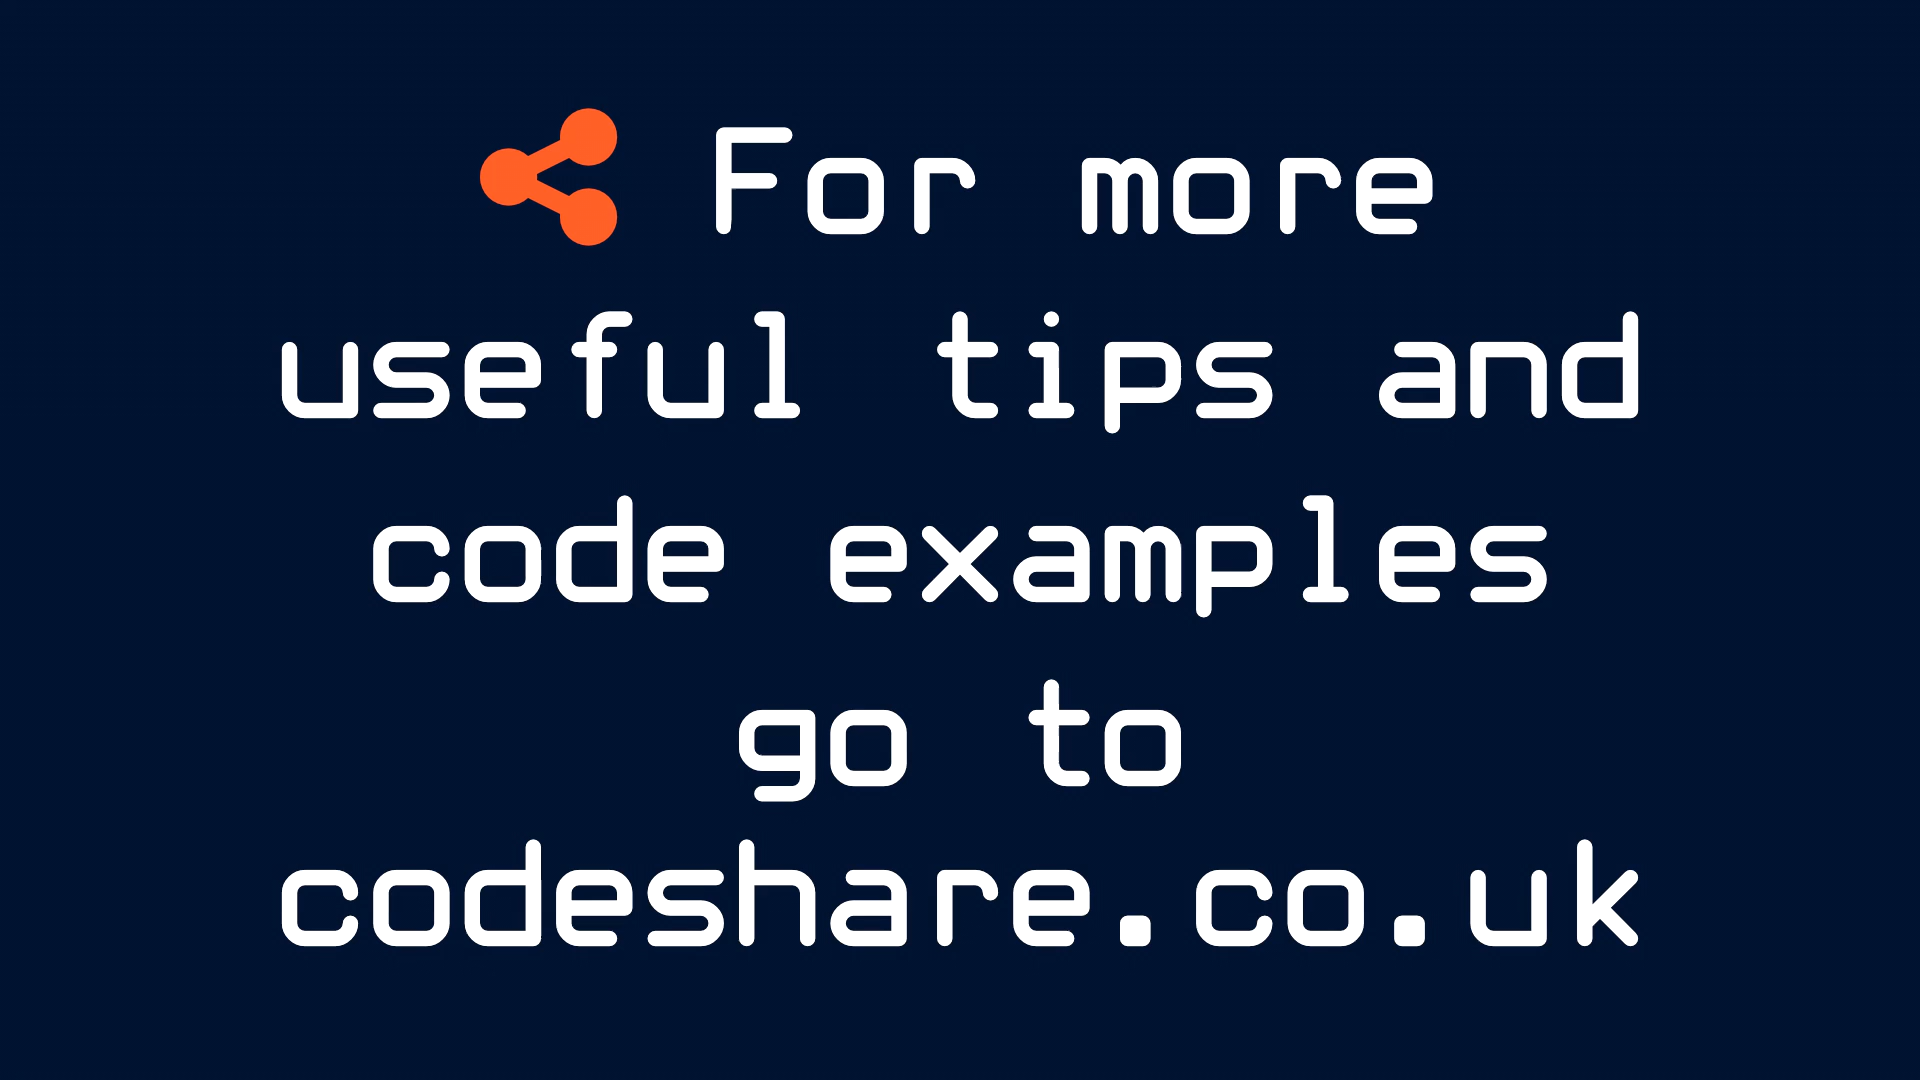 For more
useful tips and
code examples
go to
codeshare.co.uk